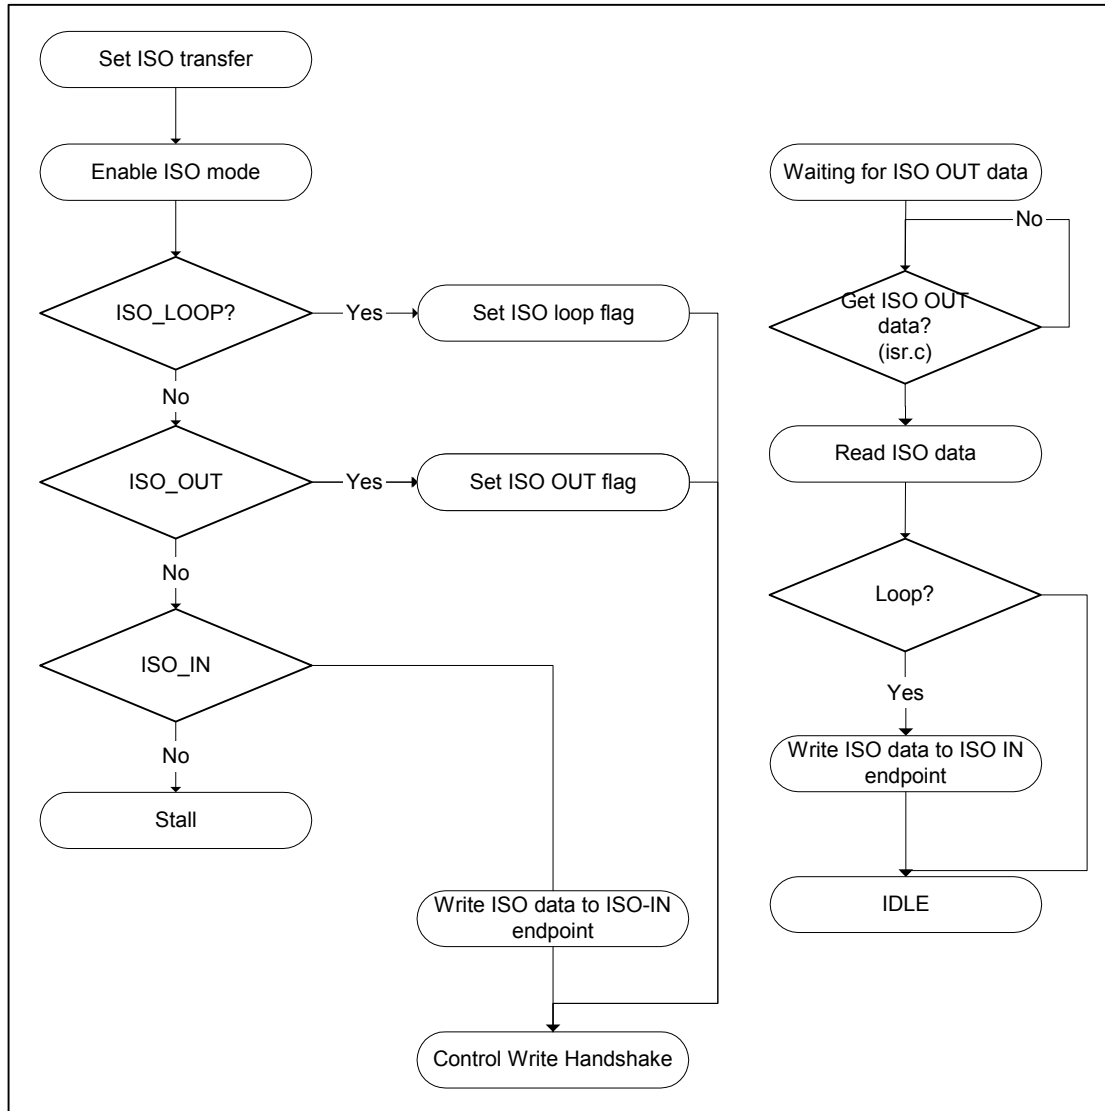 Set ISO transfer
Enable ISO mode
ISO_LOOP?
Yes
Set ISO loop flag
No
ISO_OUT
Yes
Set ISO OUT flag
No
ISO_IN
No
Stall
Write ISO data to ISO-IN
endpoint
Control Write Handshake
Waiting for ISO OUT data
No
Get ISO OUT
data?
(isr.c)
Read ISO data
Loop?
Yes
Write ISO data to ISO IN
endpoint
IDLE